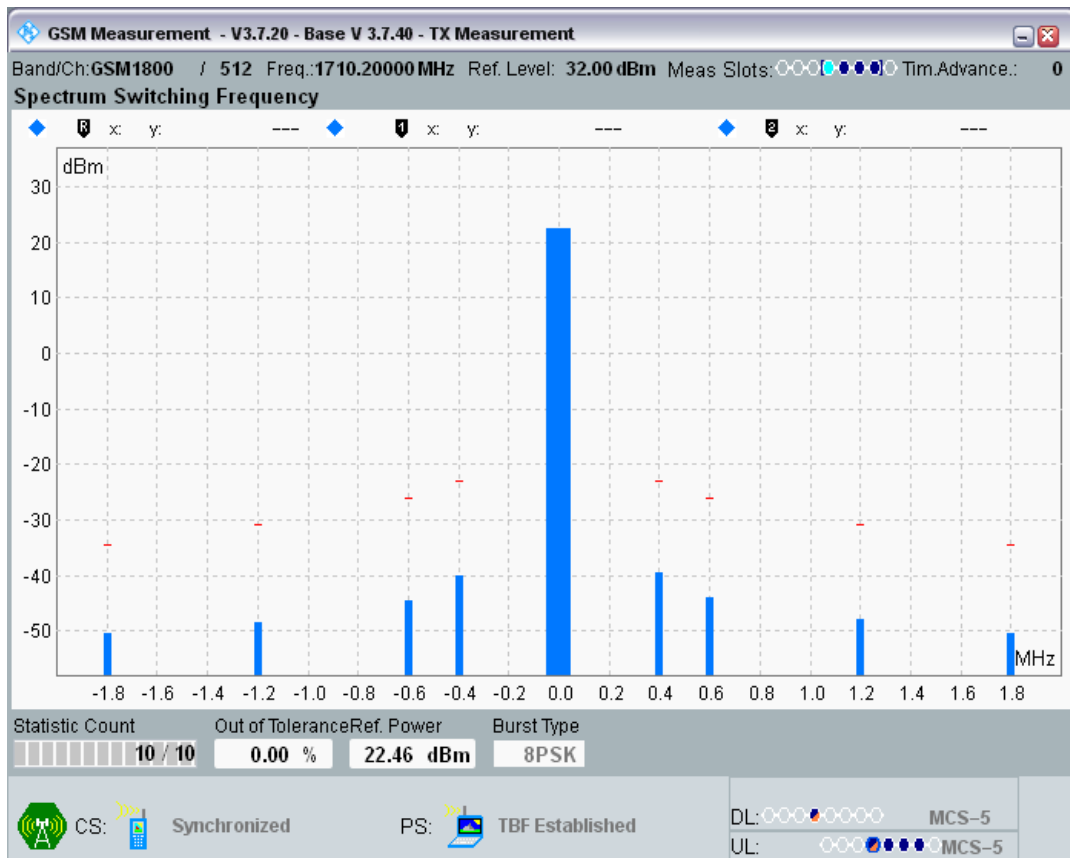 GSM Measurement - V3.7.20 - Base V 3.7.40 - TX Measurement
Band/Ch:GSM1800 / 512 Freq.:1710.20000 MHz Ref. Level: 32.00 dBm Meas Slots: Tim.Advance.: 0
Spectrum Switching Frequency
R x: y: --- 1 x: y: --- 2 x: y: ---
dBm
30
20
10
0
-10
-20
-30
-40
-50
MHz
-1.8 -1.6 -1.4 -1.2 -1.0 -0.8 -0.6 -0.4 -0.2 0.0 0.2 0.4 0.6 0.8 1.0 1.2 1.4 1.6 1.8
Statistic Count Out of Tolerance Ref. Power Burst Type
10 / 10 0.00 % 22.46 dBm 8PSK
CS: Synchronized PS: TBF Established
DL: MCS-5
UL: MCS-5